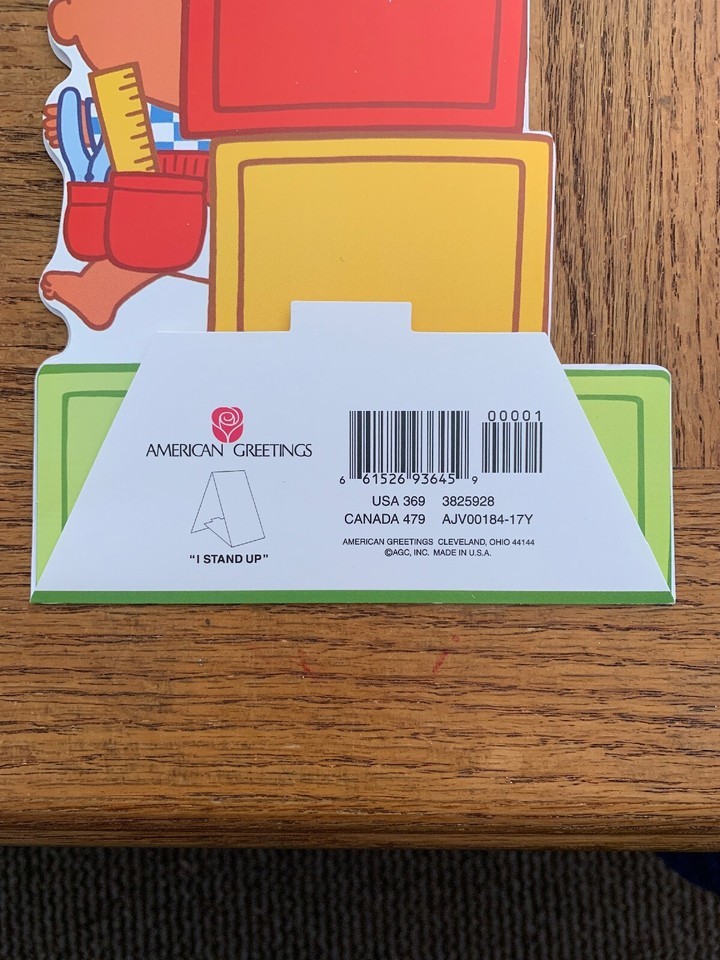 AMERICAN GREETINGS
"I STAND UP"
00001
6 61526 93645 9
USA 369 3825928
CANADA 479 AJV00184-17Y
AMERICAN GREETINGS CLEVELAND, OHIO 44144
©AGC, INC. MADE IN U.S.A.